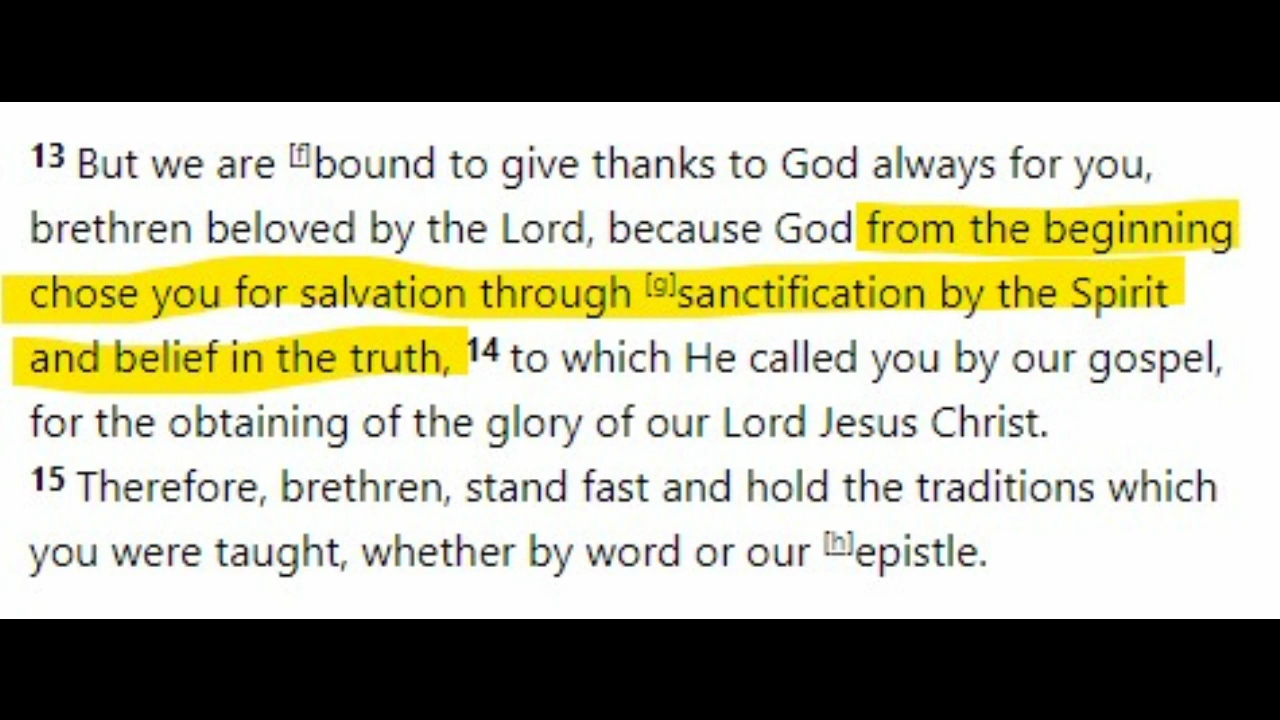 13 But we are [f]bound to give thanks to God always for you,
brethren beloved by the Lord, because God from the beginning
chose you for salvation through [g]sanctification by the Spirit
and belief in the truth, 14 to which He called you by our gospel,
for the obtaining of the glory of our Lord Jesus Christ.
15 Therefore, brethren, stand fast and hold the traditions which
you were taught, whether by word or our [h]epistle.